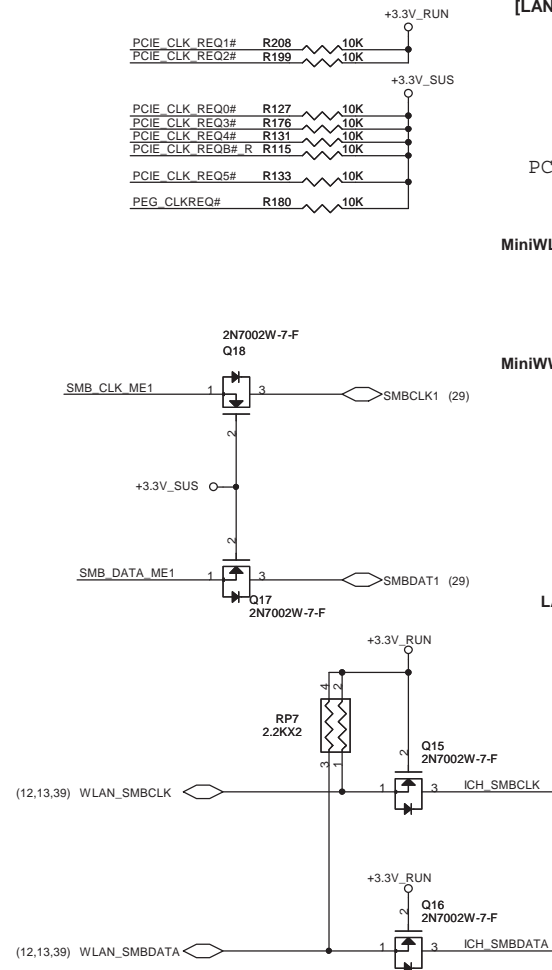 +3.3V_RUN
[LAN
PCIE_CLK_REQ1# R208 10K
PCIE_CLK_REQ2# R199 10K
+3.3V_SUS
PCIE_CLK_REQ0# R127 10K
PCIE_CLK_REQ3# R176 10K
PCIE_CLK_REQ4# R131 10K
PCIE_CLK_REQB#_R R115 10K
PC
PCIE_CLK_REQ5# R133 10K
PEG_CLKREQ# R180 10K
MiniWL
2N7002W-7-F
Q18
MiniWW
SMB_CLK_ME1 1 3 SMBCLK1 (29)
2
+3.3V_SUS
2
SMB_DATA_ME1 1 3 SMBDAT1 (29)
Q17
2N7002W-7-F
LA
+3.3V_RUN
4 2
RP7
2.2KX2
2
Q15
2N7002W-7-F
3 1
(12,13,39) WLAN_SMBCLK 1 3 ICH_SMBCLK
+3.3V_RUN
2
Q16
2N7002W-7-F
(12,13,39) WLAN_SMBDATA 1 3 ICH_SMBDATA